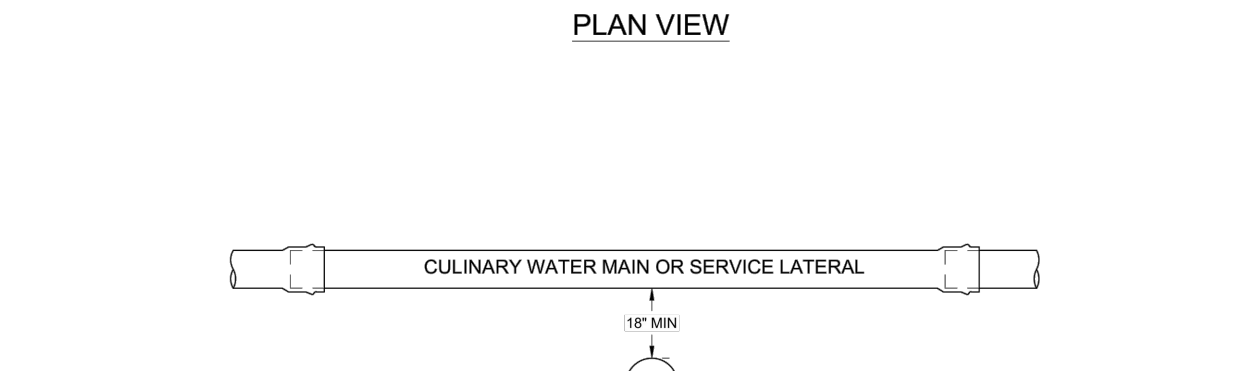 PLAN VIEW
CULINARY WATER MAIN OR SERVICE LATERAL
18" MIN